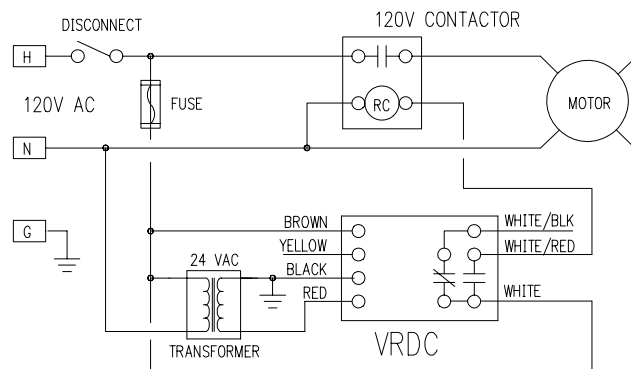 120V CONTACTOR
DISCONNECT
H
120V AC
FUSE
RC
MOTOR
N
G
BROWN
WHITE/BLK
YELLOW
WHITE/RED
24 VAC
BLACK
RED
WHITE
TRANSFORMER
VRDC